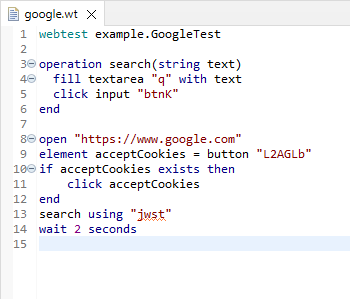 google.wt
1 webtest example.GoogleTest
2
3 operation search(string text)
4 fill textarea "q" with text
5 click input "btnK"
6 end
7
8 open "https://www.google.com"
9 element acceptCookies = button "L2AGLb"
10 if acceptCookies exists then
11 click acceptCookies
12 end
13 search using "jwst"
14 wait 2 seconds
15